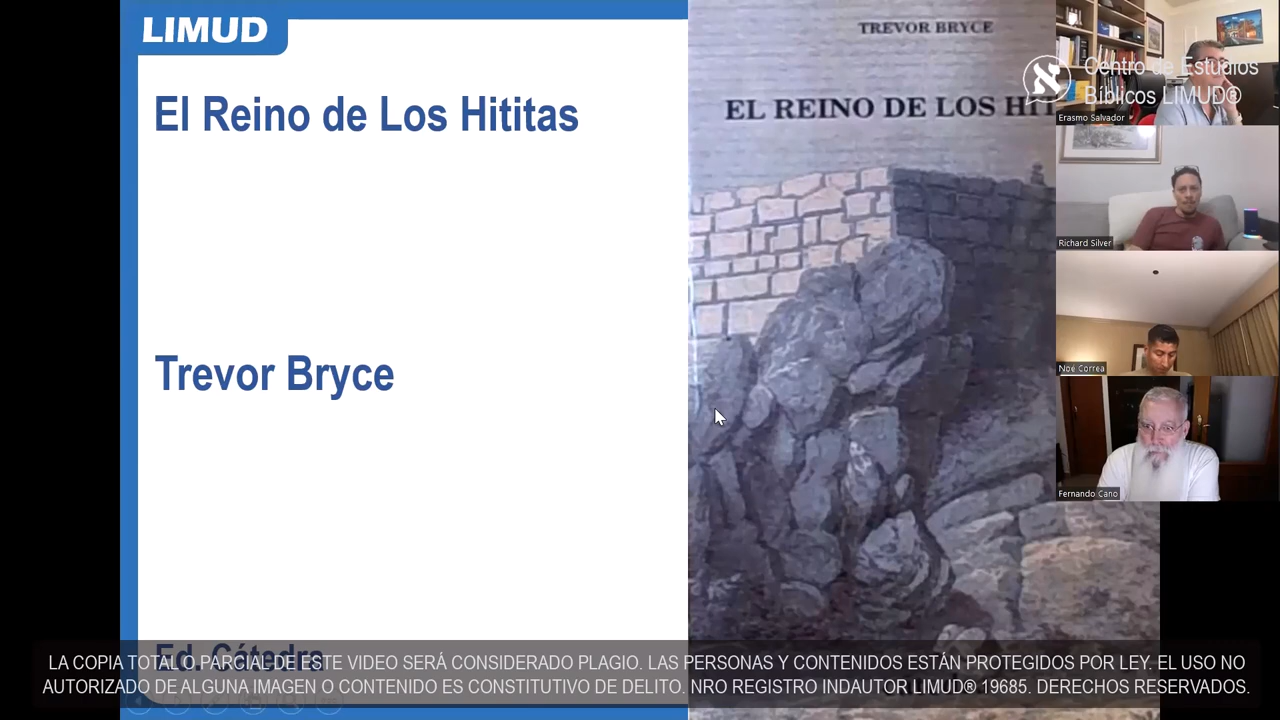 LIMUD
El Reino de Los Hititas
Trevor Bryce
Ed. Cátedra
TREVOR BRYCE
EL REINO DE LOS HIT
Centro de Estudios
Bíblicos LIMUD®
Erasmo Salvador
Richard Silver
Noé Correa
Fernando Cano
LA COPIA TOTAL O PARCIAL DE ESTE VIDEO SERÁ CONSIDERADO PLAGIO. LAS PERSONAS Y CONTENIDOS ESTÁN PROTEGIDOS POR LEY. EL USO NO
AUTORIZADO DE ALGUNA IMAGEN O CONTENIDO ES CONSTITUTIVO DE DELITO. NRO REGISTRO INDAUTOR LIMUD® 19685. DERECHOS RESERVADOS.